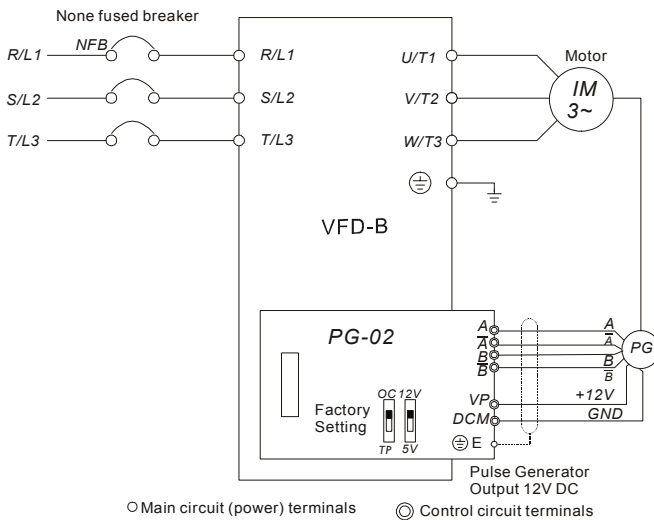 None fused breaker
R/L1 NFB R/L1 U/T1 Motor
S/L2 S/L2 V/T2 IM
3~
T/L3 T/L3 W/T3
VFD-B
PG-02
A A
A̅ A̅
B B
B̅ B̅
PG
OC 12V VP +12V
Factory
Setting
DCM GND
TP 5V E
Pulse Generator
Output 12V DC
Main circuit (power) terminals Control circuit terminals